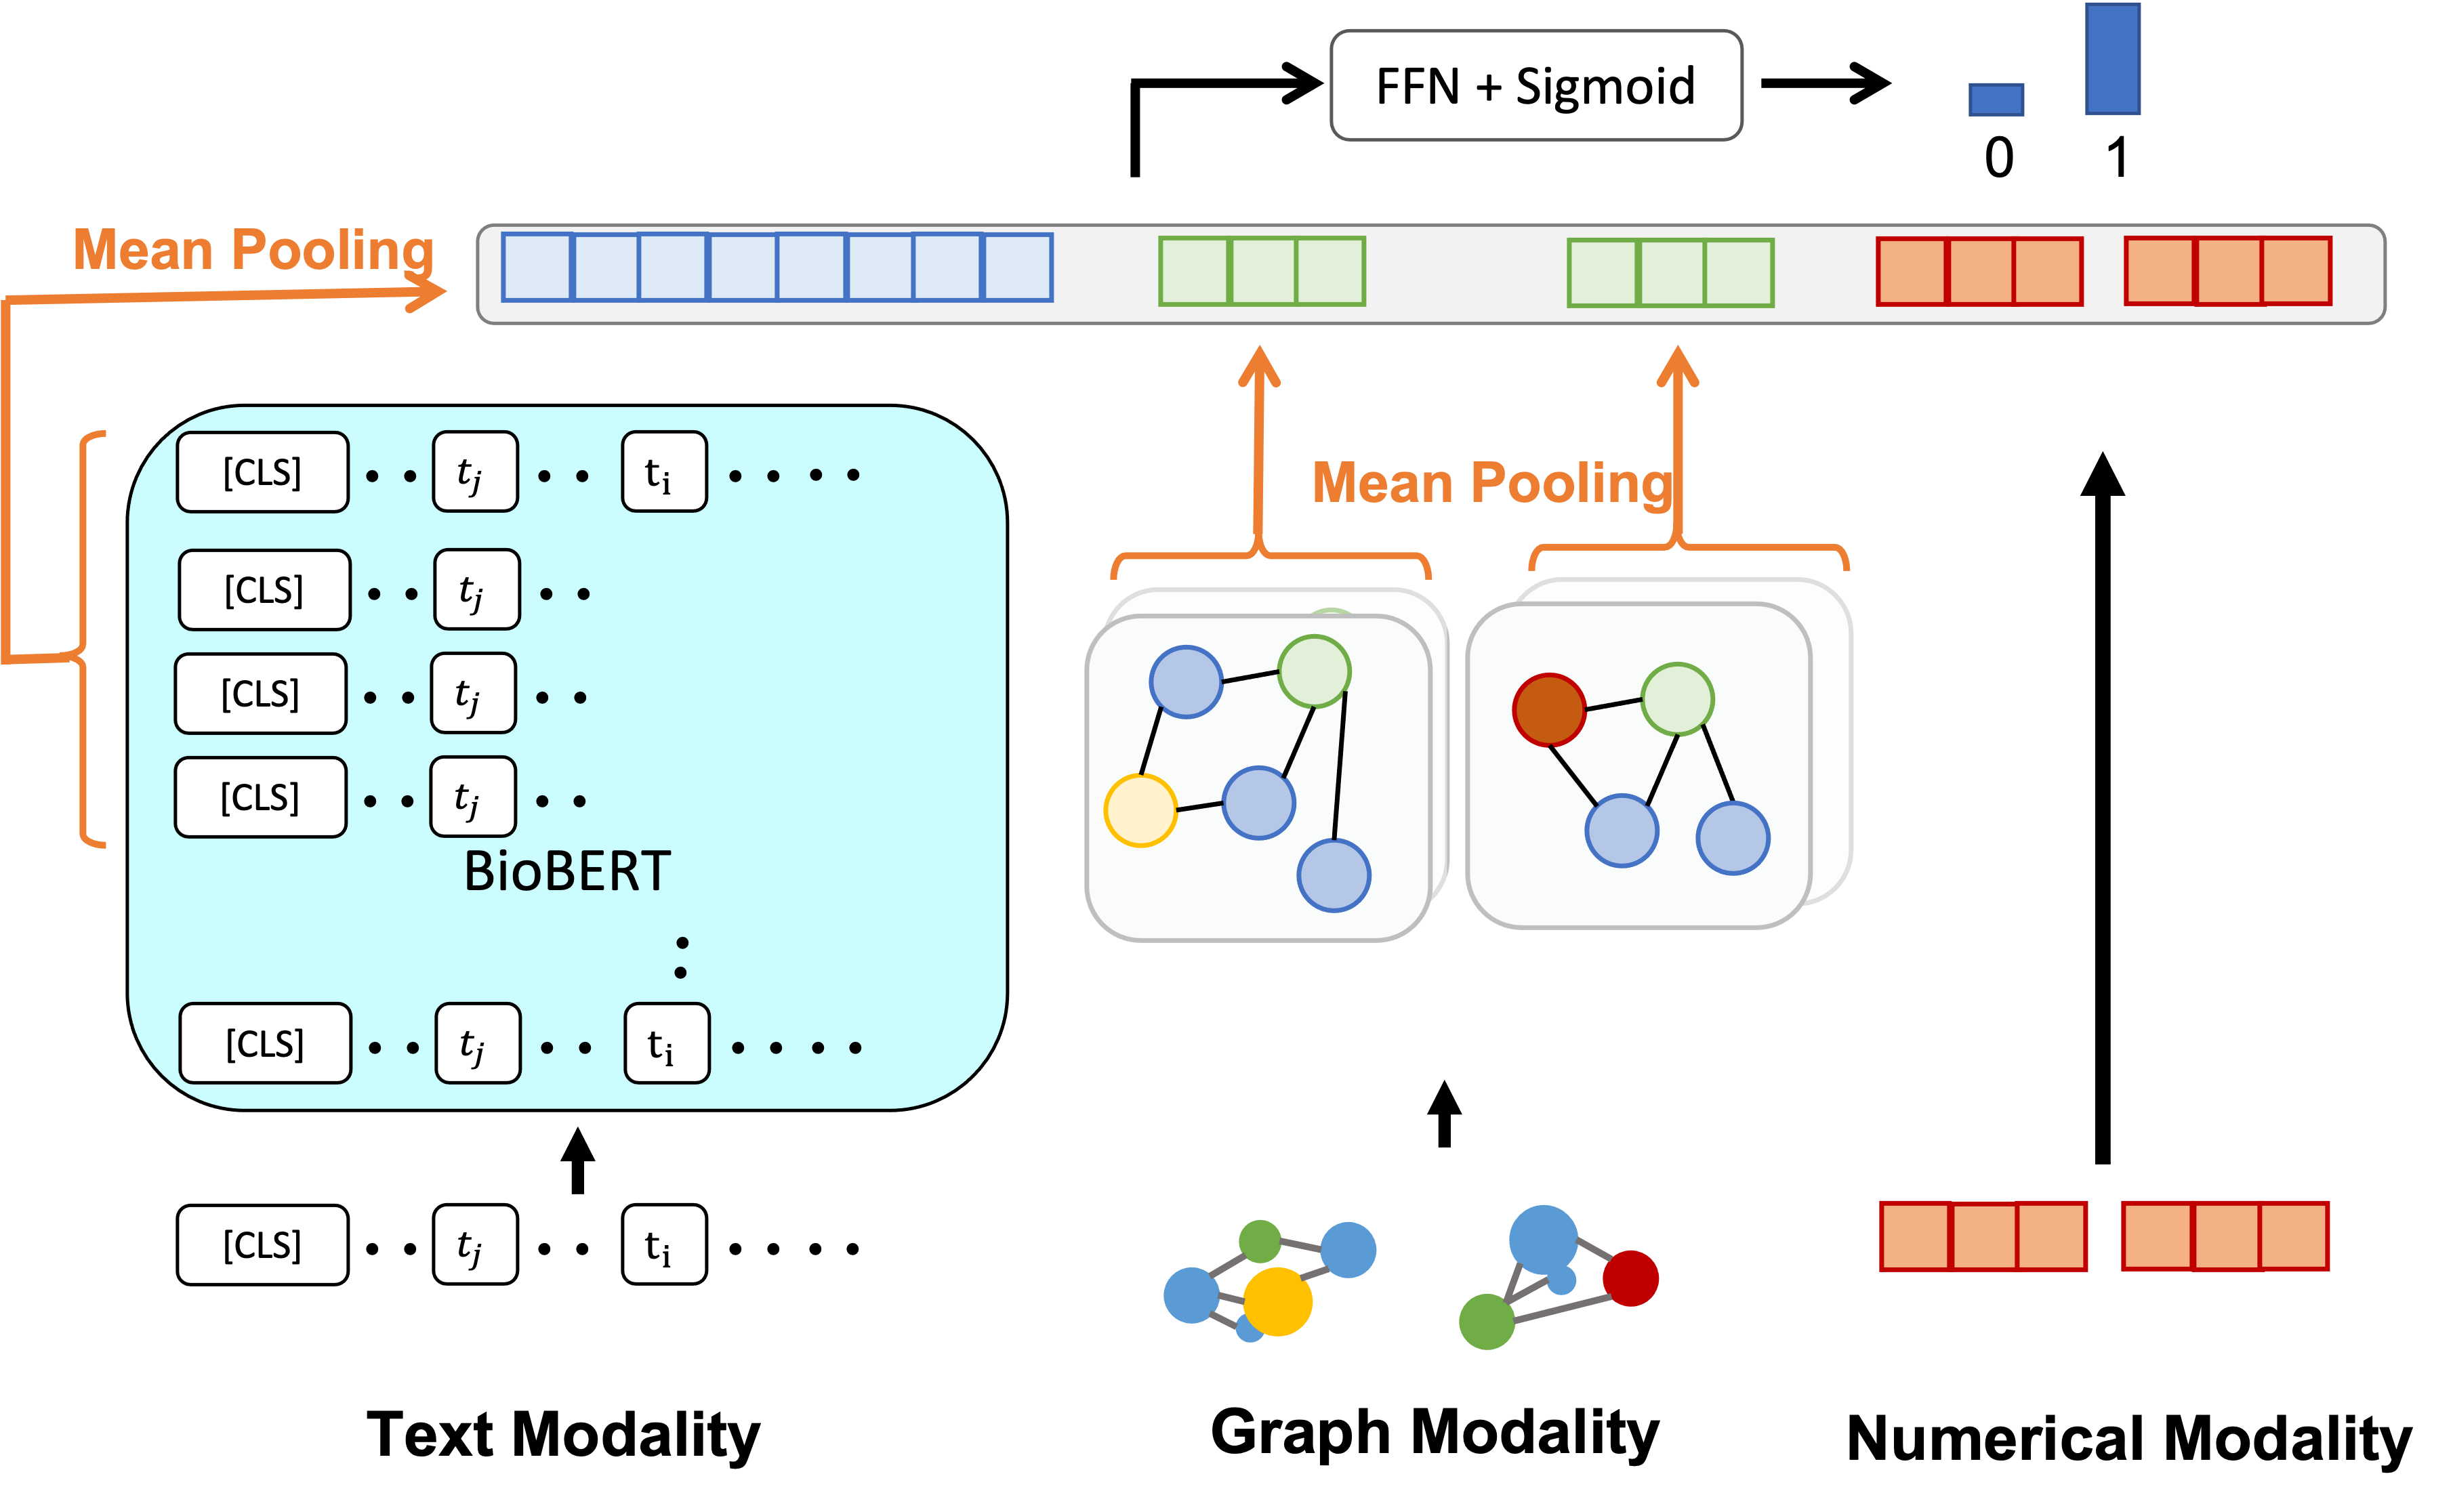 FFN + Sigmoid
0 1
Mean Pooling
[CLS] t_j t_i
[CLS] t_j
Mean Pooling
[CLS] t_j
[CLS] t_j
BioBERT
[CLS] t_j t_i
[CLS] t_j t_i
Text Modality
Graph Modality
Numerical Modality